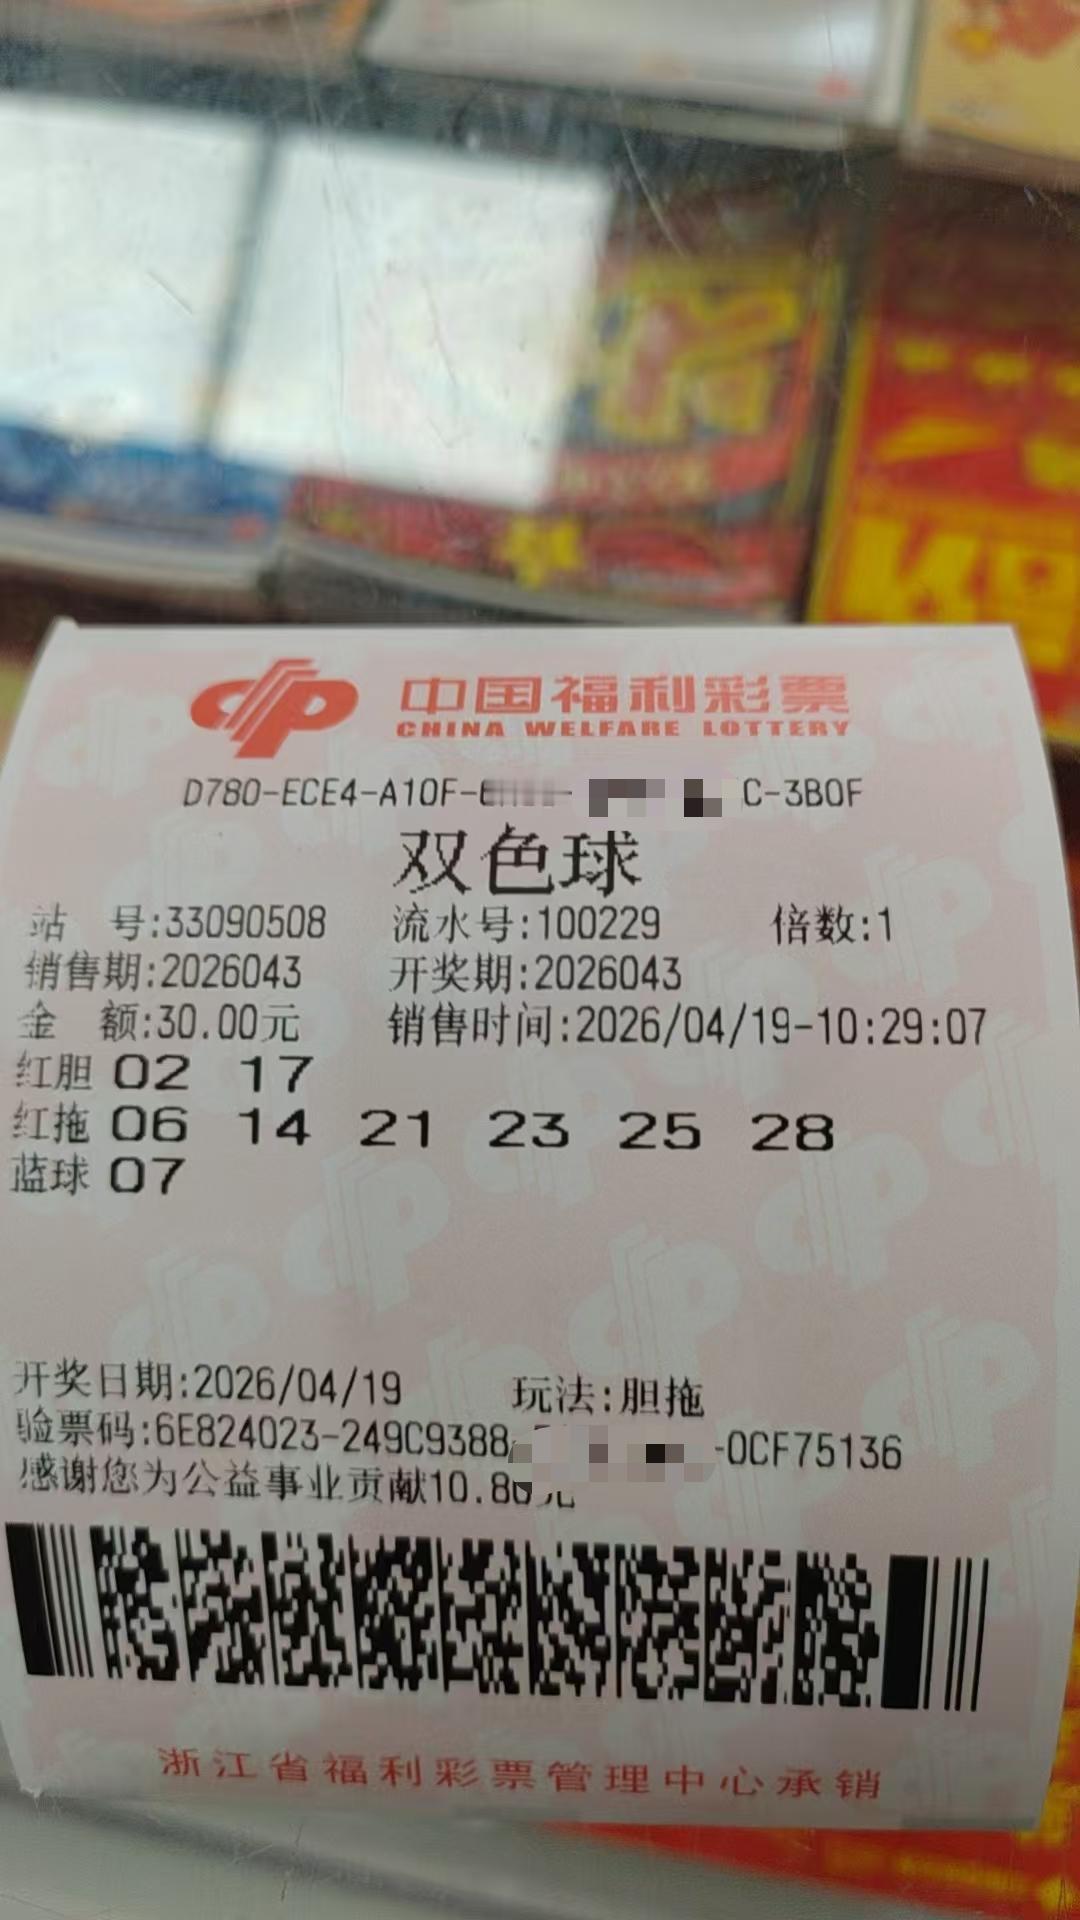 中国福利彩票
CHINA WELFARE LOTTERY
D780-ECE4-A10F- C-3B0F
双色球
站 号:33090508 流水号:100229 倍数:1
销售期:2026043 开奖期:2026043
金 额:30.00元 销售时间:2026/04/19-10:29:07
红胆 02 17
红拖 06 14 21 23 25 28
蓝球 07
开奖日期:2026/04/19 玩法:胆拖
验票码:6E824023-249C9388 -0CF75136
感谢您为公益事业贡献10.80元
浙江省福利彩票管理中心承销